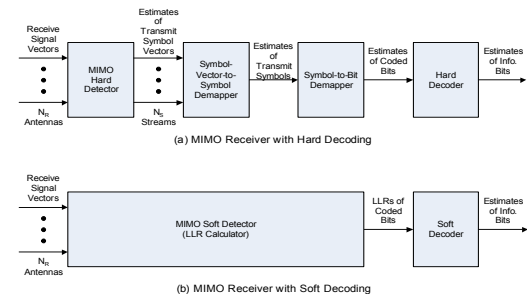 Receive
Signal
Vectors
N_R
Antennas
MIMO
Hard
Detector
Estimates
of
Transmit
Symbol
Vectors
N_S
Streams
Symbol-
Vector-to-
Symbol
Demapper
Estimates
of
Transmit
Symbols
Symbol-to-Bit
Demapper
Estimates
of Coded
Bits
Hard
Decoder
Estimates
of Info.
Bits
(a) MIMO Receiver with Hard Decoding
Receive
Signal
Vectors
N_R
Antennas
MIMO Soft Detector
(LLR Calculator)
LLRs of
Coded
Bits
Soft
Decoder
Estimates
of Info.
Bits
(b) MIMO Receiver with Soft Decoding